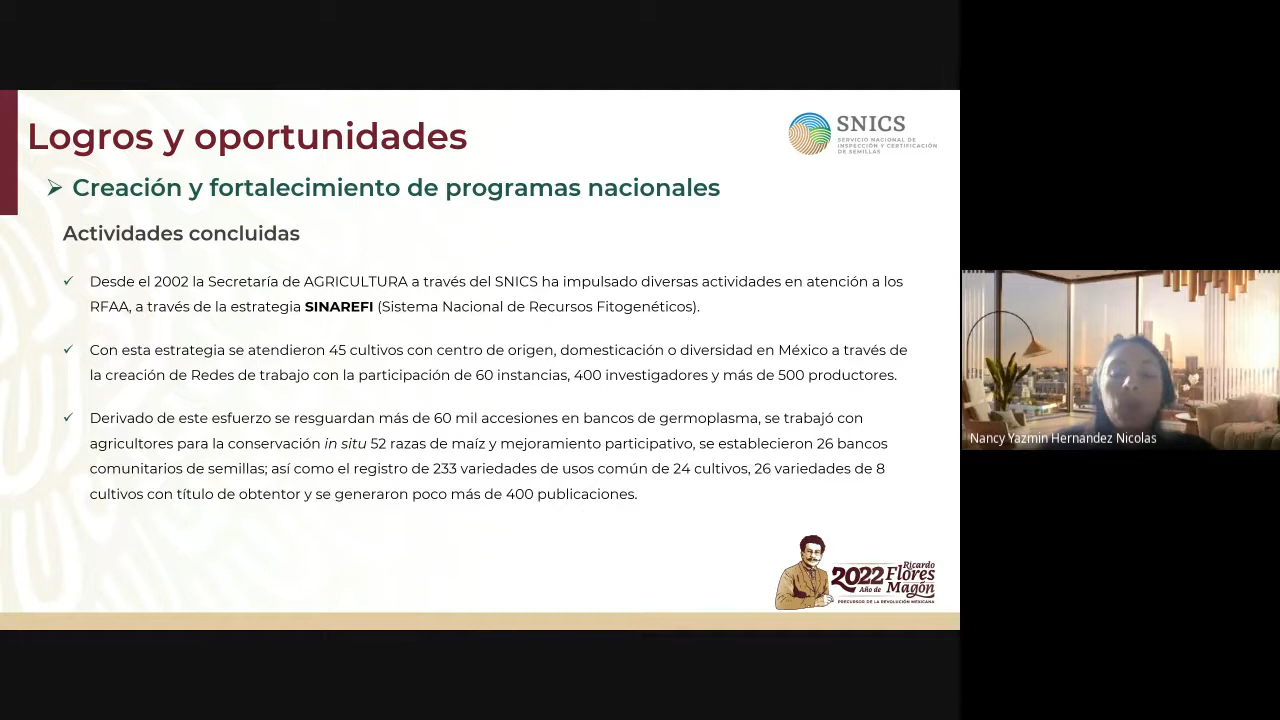 Logros y oportunidades
SNICS
SERVICIO NACIONAL DE
INSPECCIÓN Y CERTIFICACIÓN
DE SEMILLAS
➢ Creación y fortalecimiento de programas nacionales
Actividades concluidas
✓ Desde el 2002 la Secretaría de AGRICULTURA a través del SNICS ha impulsado diversas actividades en atención a los
RFAA, a través de la estrategia SINAREFI (Sistema Nacional de Recursos Fitogenéticos).
✓ Con esta estrategia se atendieron 45 cultivos con centro de origen, domesticación o diversidad en México a través de
la creación de Redes de trabajo con la participación de 60 instancias, 400 investigadores y más de 500 productores.
✓ Derivado de este esfuerzo se resguardan más de 60 mil accesiones en bancos de germoplasma, se trabajó con
agricultores para la conservación in situ 52 razas de maíz y mejoramiento participativo, se establecieron 26 bancos
comunitarios de semillas; así como el registro de 233 variedades de usos común de 24 cultivos, 26 variedades de 8
cultivos con título de obtentor y se generaron poco más de 400 publicaciones.
Nancy Yazmin Hernandez Nicolas
2022 Ricardo
Año de Flores
Magón
PRECURSOR DE LA REVOLUCIÓN MEXICANA